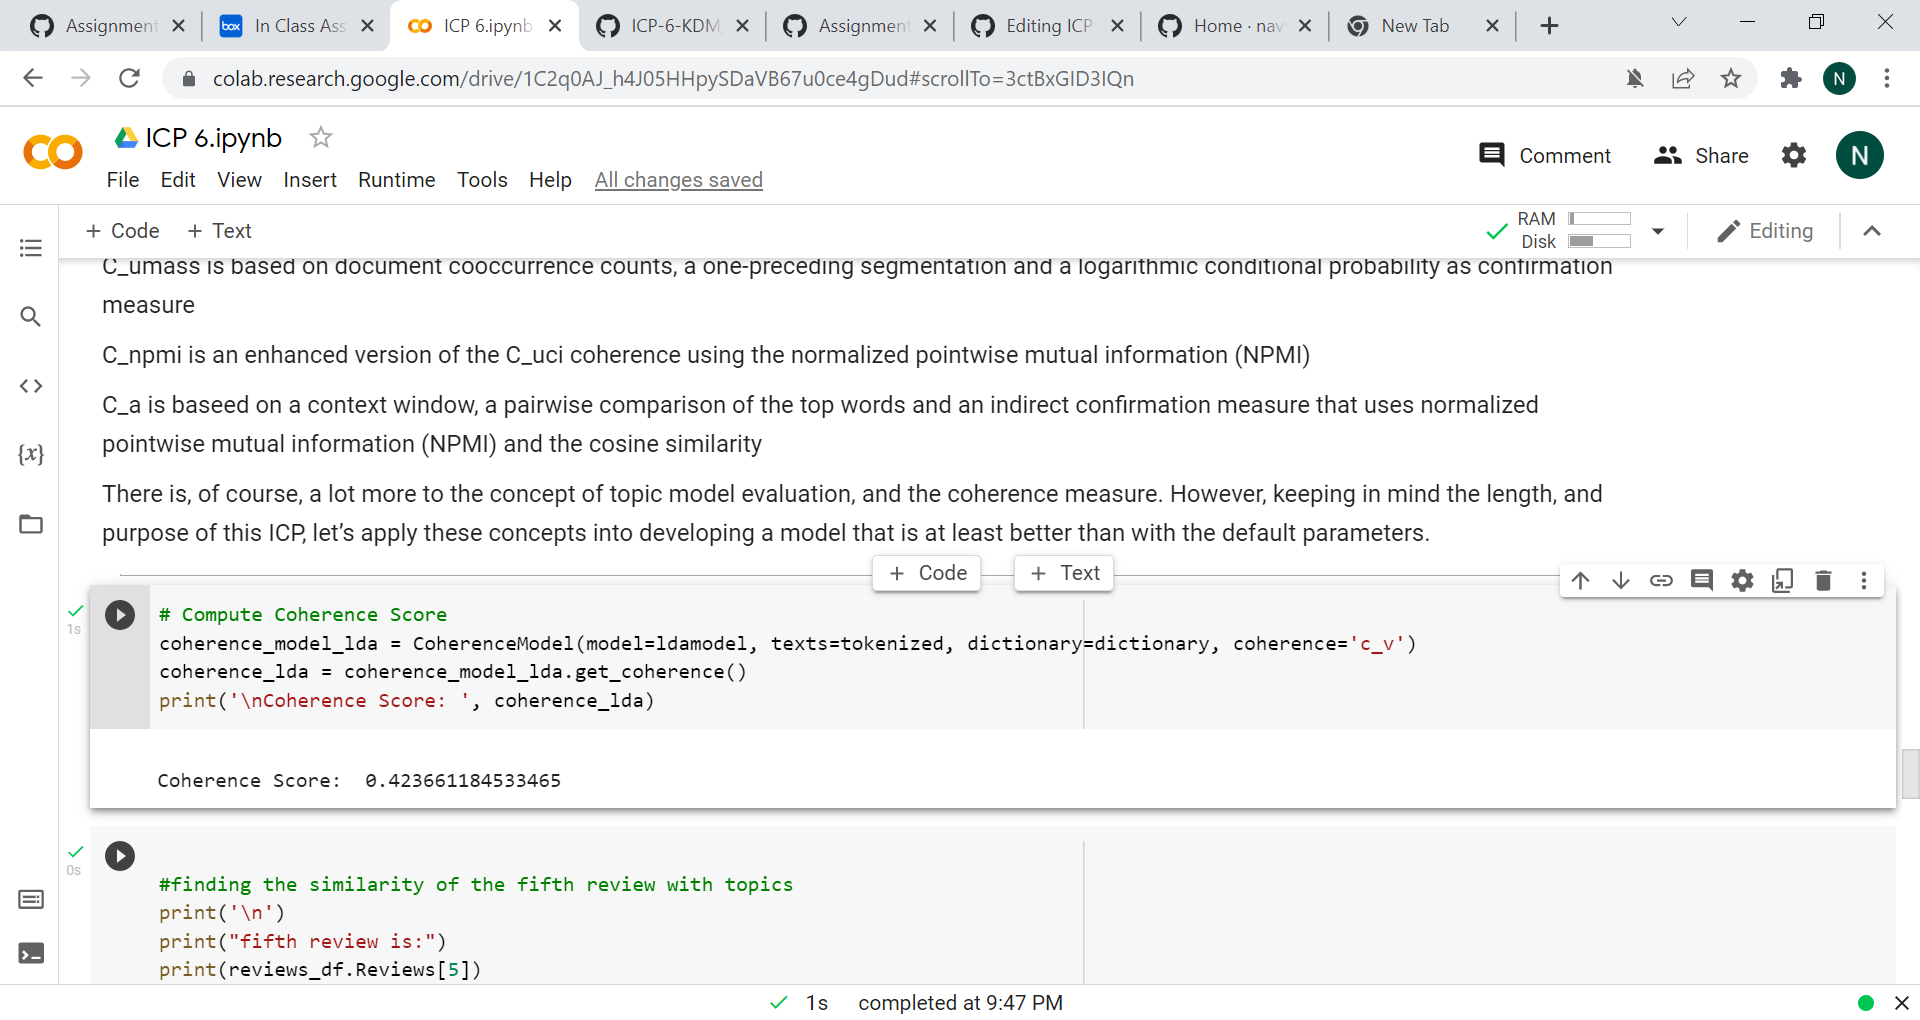 Assignment
In Class Ass
ICP 6.ipynb
ICP-6-KDM
Assignment
Editing ICP
Home · nav
New Tab
colab.research.google.com/drive/1C2q0AJ_h4J05HHpySDaVB67u0ce4gDud#scrollTo=3ctBxGID3IQn
N
ICP 6.ipynb
Comment
Share
N
File Edit View Insert Runtime Tools Help All changes saved
+ Code + Text
RAM
Disk
Editing
C_umass is based on document cooccurrence counts, a one-preceding segmentation and a logarithmic conditional probability as confirmation
measure
C_npmi is an enhanced version of the C_uci coherence using the normalized pointwise mutual information (NPMI)
C_a is baseed on a context window, a pairwise comparison of the top words and an indirect confirmation measure that uses normalized
pointwise mutual information (NPMI) and the cosine similarity
There is, of course, a lot more to the concept of topic model evaluation, and the coherence measure. However, keeping in mind the length, and
purpose of this ICP, let’s apply these concepts into developing a model that is at least better than with the default parameters.
+ Code + Text
1s
# Compute Coherence Score
coherence_model_lda = CoherenceModel(model=ldamodel, texts=tokenized, dictionary=dictionary, coherence='c_v')
coherence_lda = coherence_model_lda.get_coherence()
print('\nCoherence Score: ', coherence_lda)
Coherence Score:  0.423661184533465
0s
#finding the similarity of the fifth review with topics
print('\n')
print("fifth review is:")
print(reviews_df.Reviews[5])
1s completed at 9:47 PM